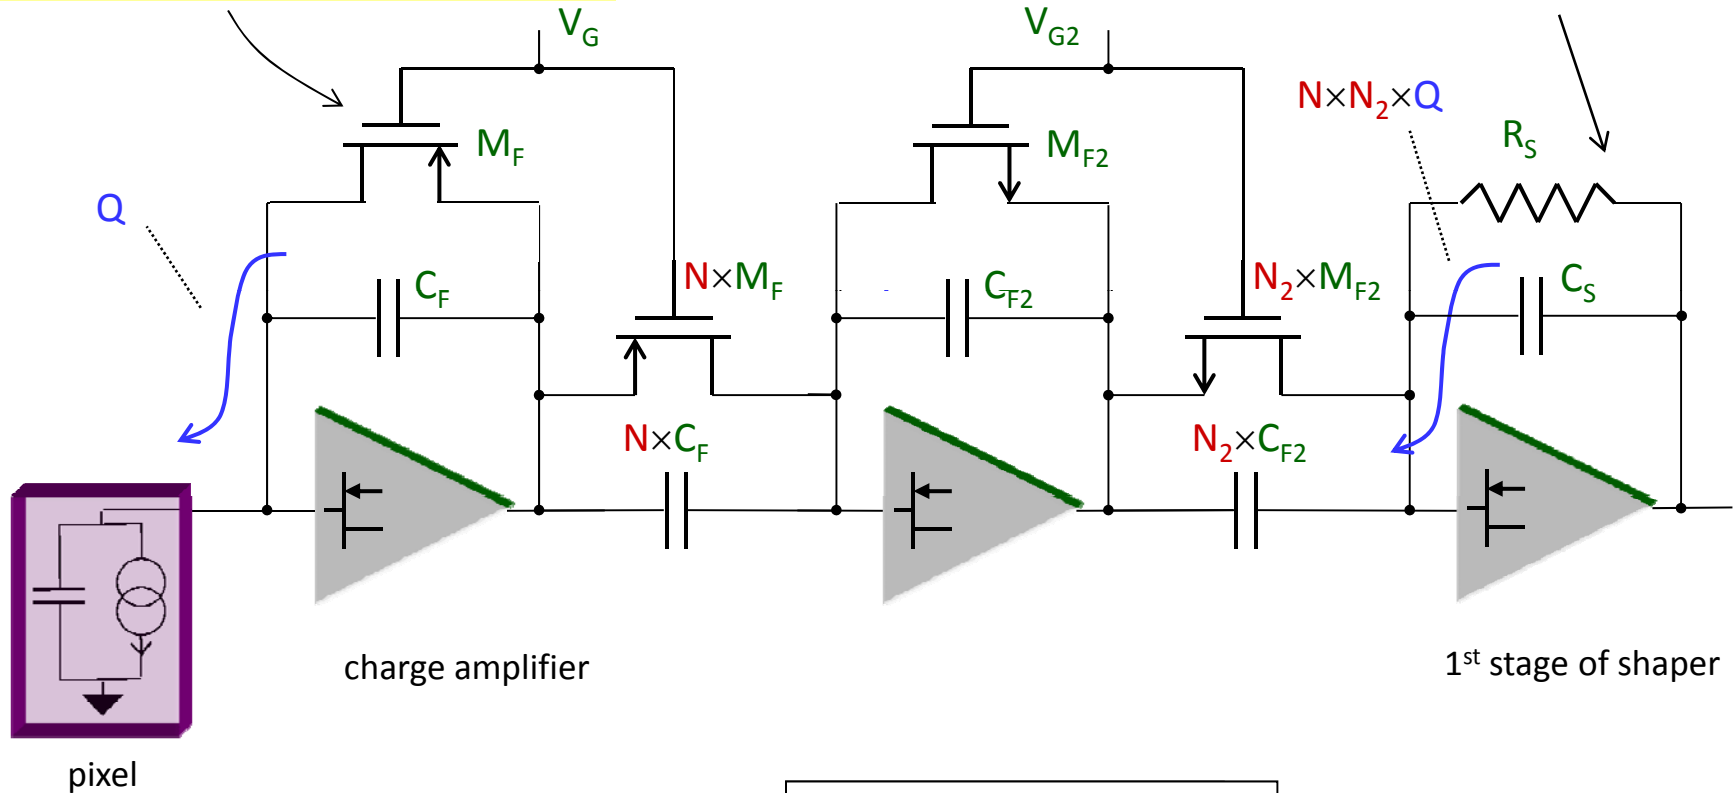 V_G
V_G2
N×N_2×Q
R_S
M_F
M_F2
Q
C_F
N×M_F
C_F2
N_2×M_F2
C_S
N×C_F
N_2×C_F2
charge amplifier
1st stage of shaper
pixel